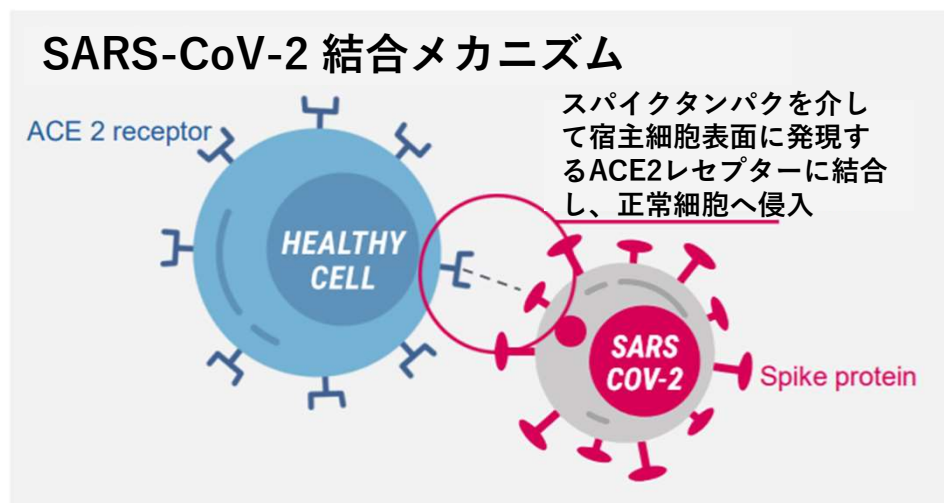 SARS-CoV-2 結合メカニズム
ACE 2 receptor
スパイクタンパクを介し
て宿主細胞表面に発現す
るACE2レセプターに結合
し、正常細胞へ侵入
HEALTHY
CELL
SARS
COV-2
Spike protein